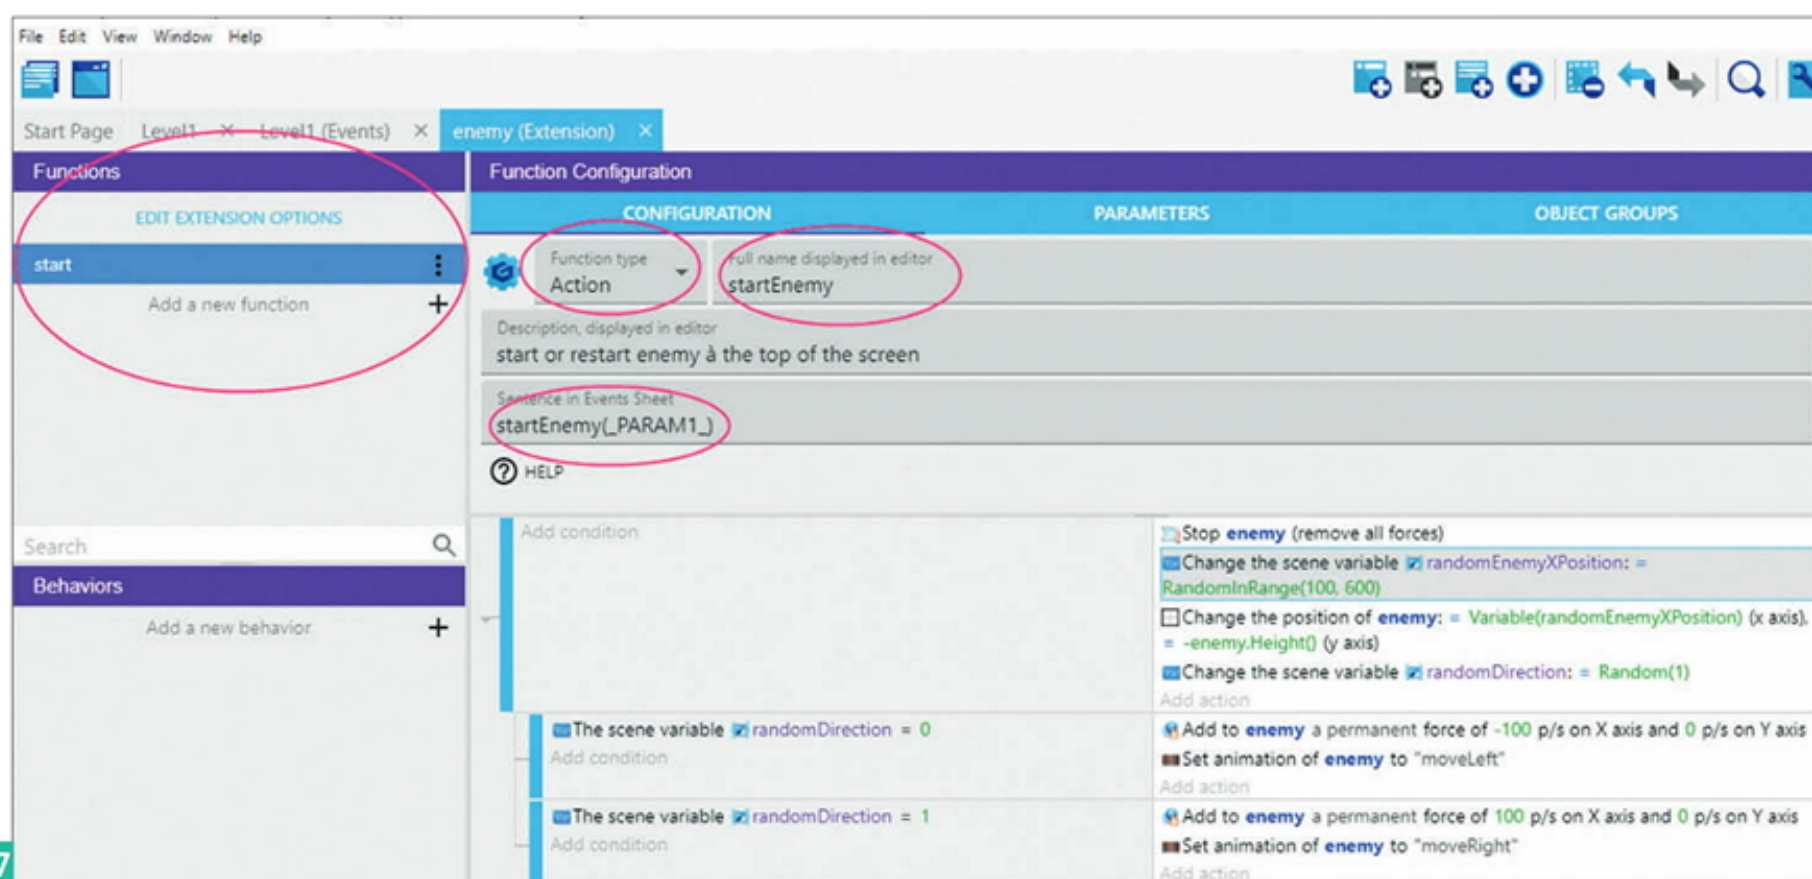 File Edit View Window Help
Start Page Level1 × Level1 (Events) × enemy (Extension) ×
Functions
EDIT EXTENSION OPTIONS
start
Add a new function +
Search
Behaviors
Add a new behavior +
Function Configuration
CONFIGURATION PARAMETERS OBJECT GROUPS
Function type
Action
Full name displayed in editor
startEnemy
Description, displayed in editor
start or restart enemy à the top of the screen
Sentence in Events Sheet
startEnemy(_PARAM1_)
? HELP
Add condition
Stop enemy (remove all forces)
Change the scene variable randomEnemyXPosition: =
RandomInRange(100, 600)
Change the position of enemy: = Variable(randomEnemyXPosition) (x axis),
= -enemy.Height() (y axis)
Change the scene variable randomDirection: = Random(1)
Add action
The scene variable randomDirection = 0
Add condition
Add to enemy a permanent force of -100 p/s on X axis and 0 p/s on Y axis
Set animation of enemy to "moveLeft"
Add action
The scene variable randomDirection = 1
Add condition
Add to enemy a permanent force of 100 p/s on X axis and 0 p/s on Y axis
Set animation of enemy to "moveRight"
Add action
7